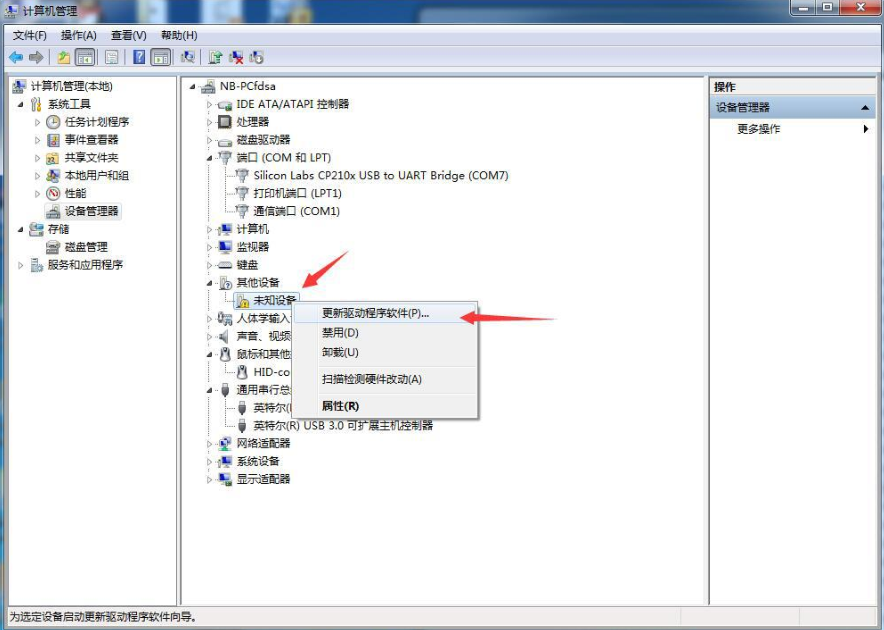 计算机管理
文件(F) 操作(A) 查看(V) 帮助(H)
计算机管理(本地)
系统工具
任务计划程序
事件查看器
共享文件夹
本地用户和组
性能
设备管理器
存储
磁盘管理
服务和应用程序
NB-PCfdsa
IDE ATA/ATAPI 控制器
处理器
磁盘驱动器
端口 (COM 和 LPT)
Silicon Labs CP210x USB to UART Bridge (COM7)
打印机端口 (LPT1)
通信端口 (COM1)
计算机
监视器
键盘
其他设备
未知设备
人体学输入
声音、视频
鼠标和其他
HID-co
通用串行总
英特尔(
英特尔(R) USB 3.0 可扩展主机控制器
网络适配器
系统设备
显示适配器
更新驱动程序软件(P)...
禁用(D)
卸载(U)
扫描检测硬件改动(A)
属性(R)
操作
设备管理器
更多操作
为选定设备启动更新驱动程序软件向导。